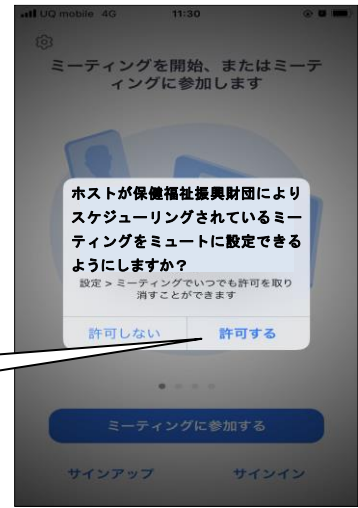 UQ mobile 4G 11:30
ミーティングを開始、またはミーテ
ィングに参加します
ホストが保健福祉振興財団により
スケジューリングされているミー
ティングをミュートに設定できる
ようにしますか？
設定 > ミーティングでいつでも許可を取り
消すことができます
許可しない 許可する
ミーティングに参加する
サインアップ サインイン